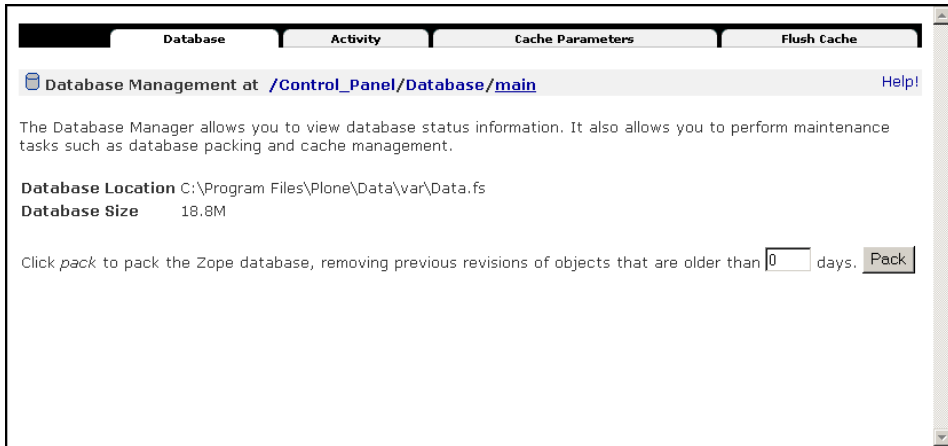 Database Activity Cache Parameters Flush Cache
Database Management at /Control_Panel/Database/main Help!
The Database Manager allows you to view database status information. It also allows you to perform maintenance
tasks such as database packing and cache management.
Database Location C:\Program Files\Plone\Data\var\Data.fs
Database Size 18.8M
Click pack to pack the Zope database, removing previous revisions of objects that are older than 0 days. Pack